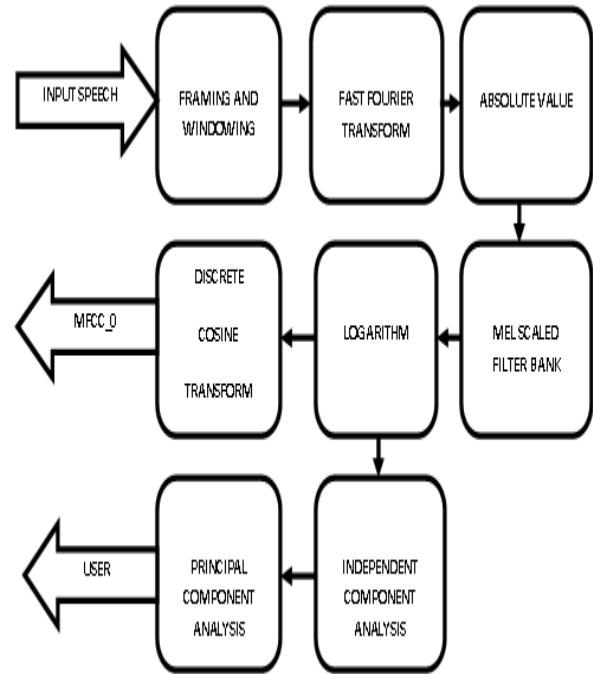 INPUT SPEECH
FRAMING AND
WINDOWING
FAST FOURIER
TRANSFORM
ABSOLUTE VALUE
MFCC_0
DISCRETE
COSINE
TRANSFORM
LOGARITHM
MEL SCALED
FILTER BANK
USER
PRINCIPAL
COMPONENT
ANALYSIS
INDEPENDENT
COMPONENT
ANALYSIS